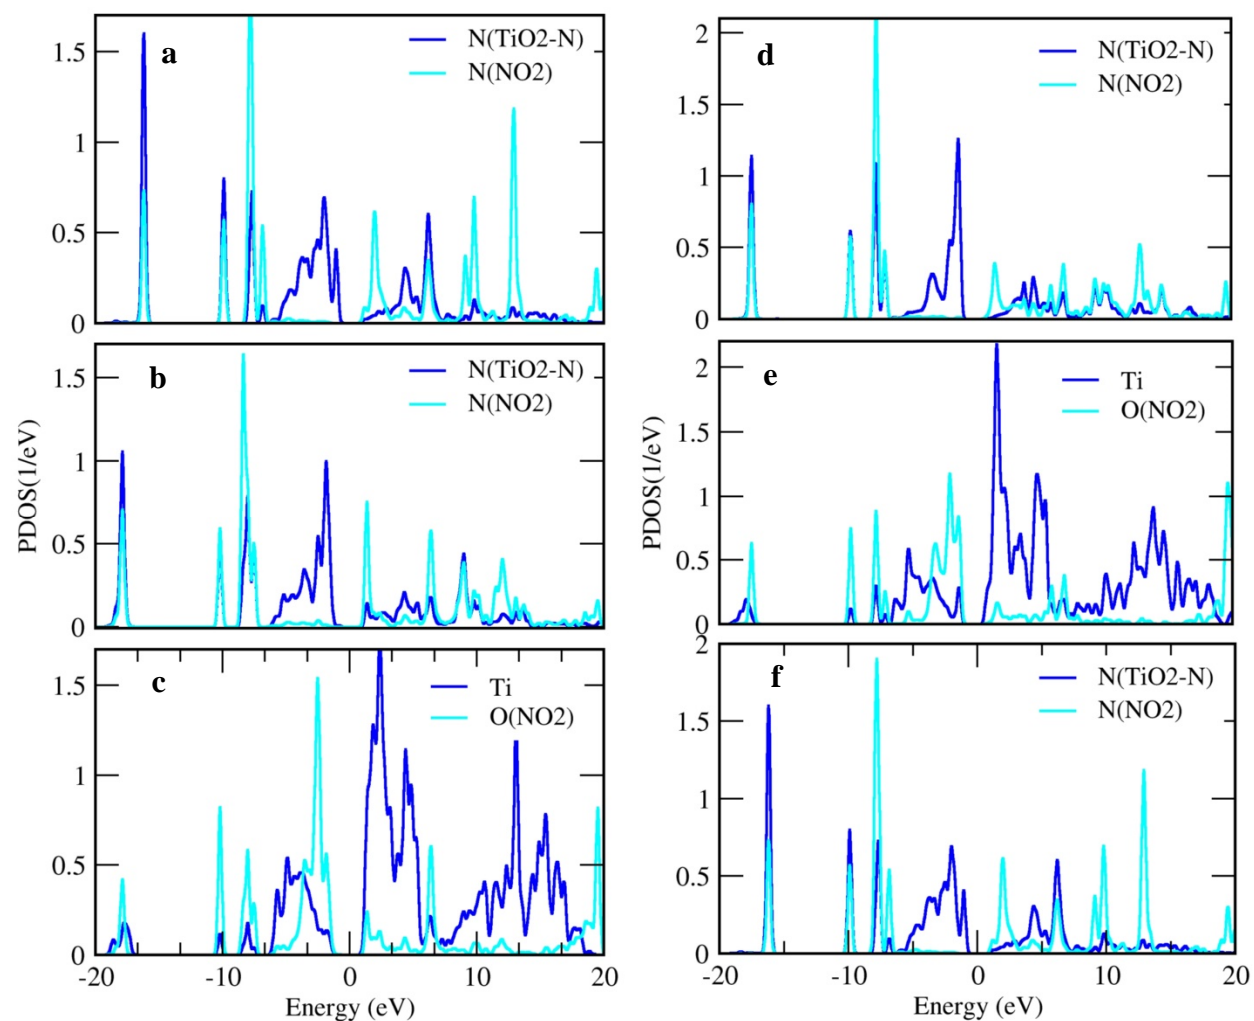 a
N(TiO2-N)
N(NO2)
1.5
1
0.5
0
b
N(TiO2-N)
N(NO2)
1.5
1
0.5
0
PDOS(1/eV)
c
Ti
O(NO2)
1.5
1
0.5
0
-20 -10 0 10 20
Energy (eV)
d
N(TiO2-N)
N(NO2)
2
1.5
1
0.5
0
e
Ti
O(NO2)
2
1.5
1
0.5
0
PDOS(1/eV)
f
N(TiO2-N)
N(NO2)
2
1.5
1
0.5
0
-20 -10 0 10 20
Energy (eV)